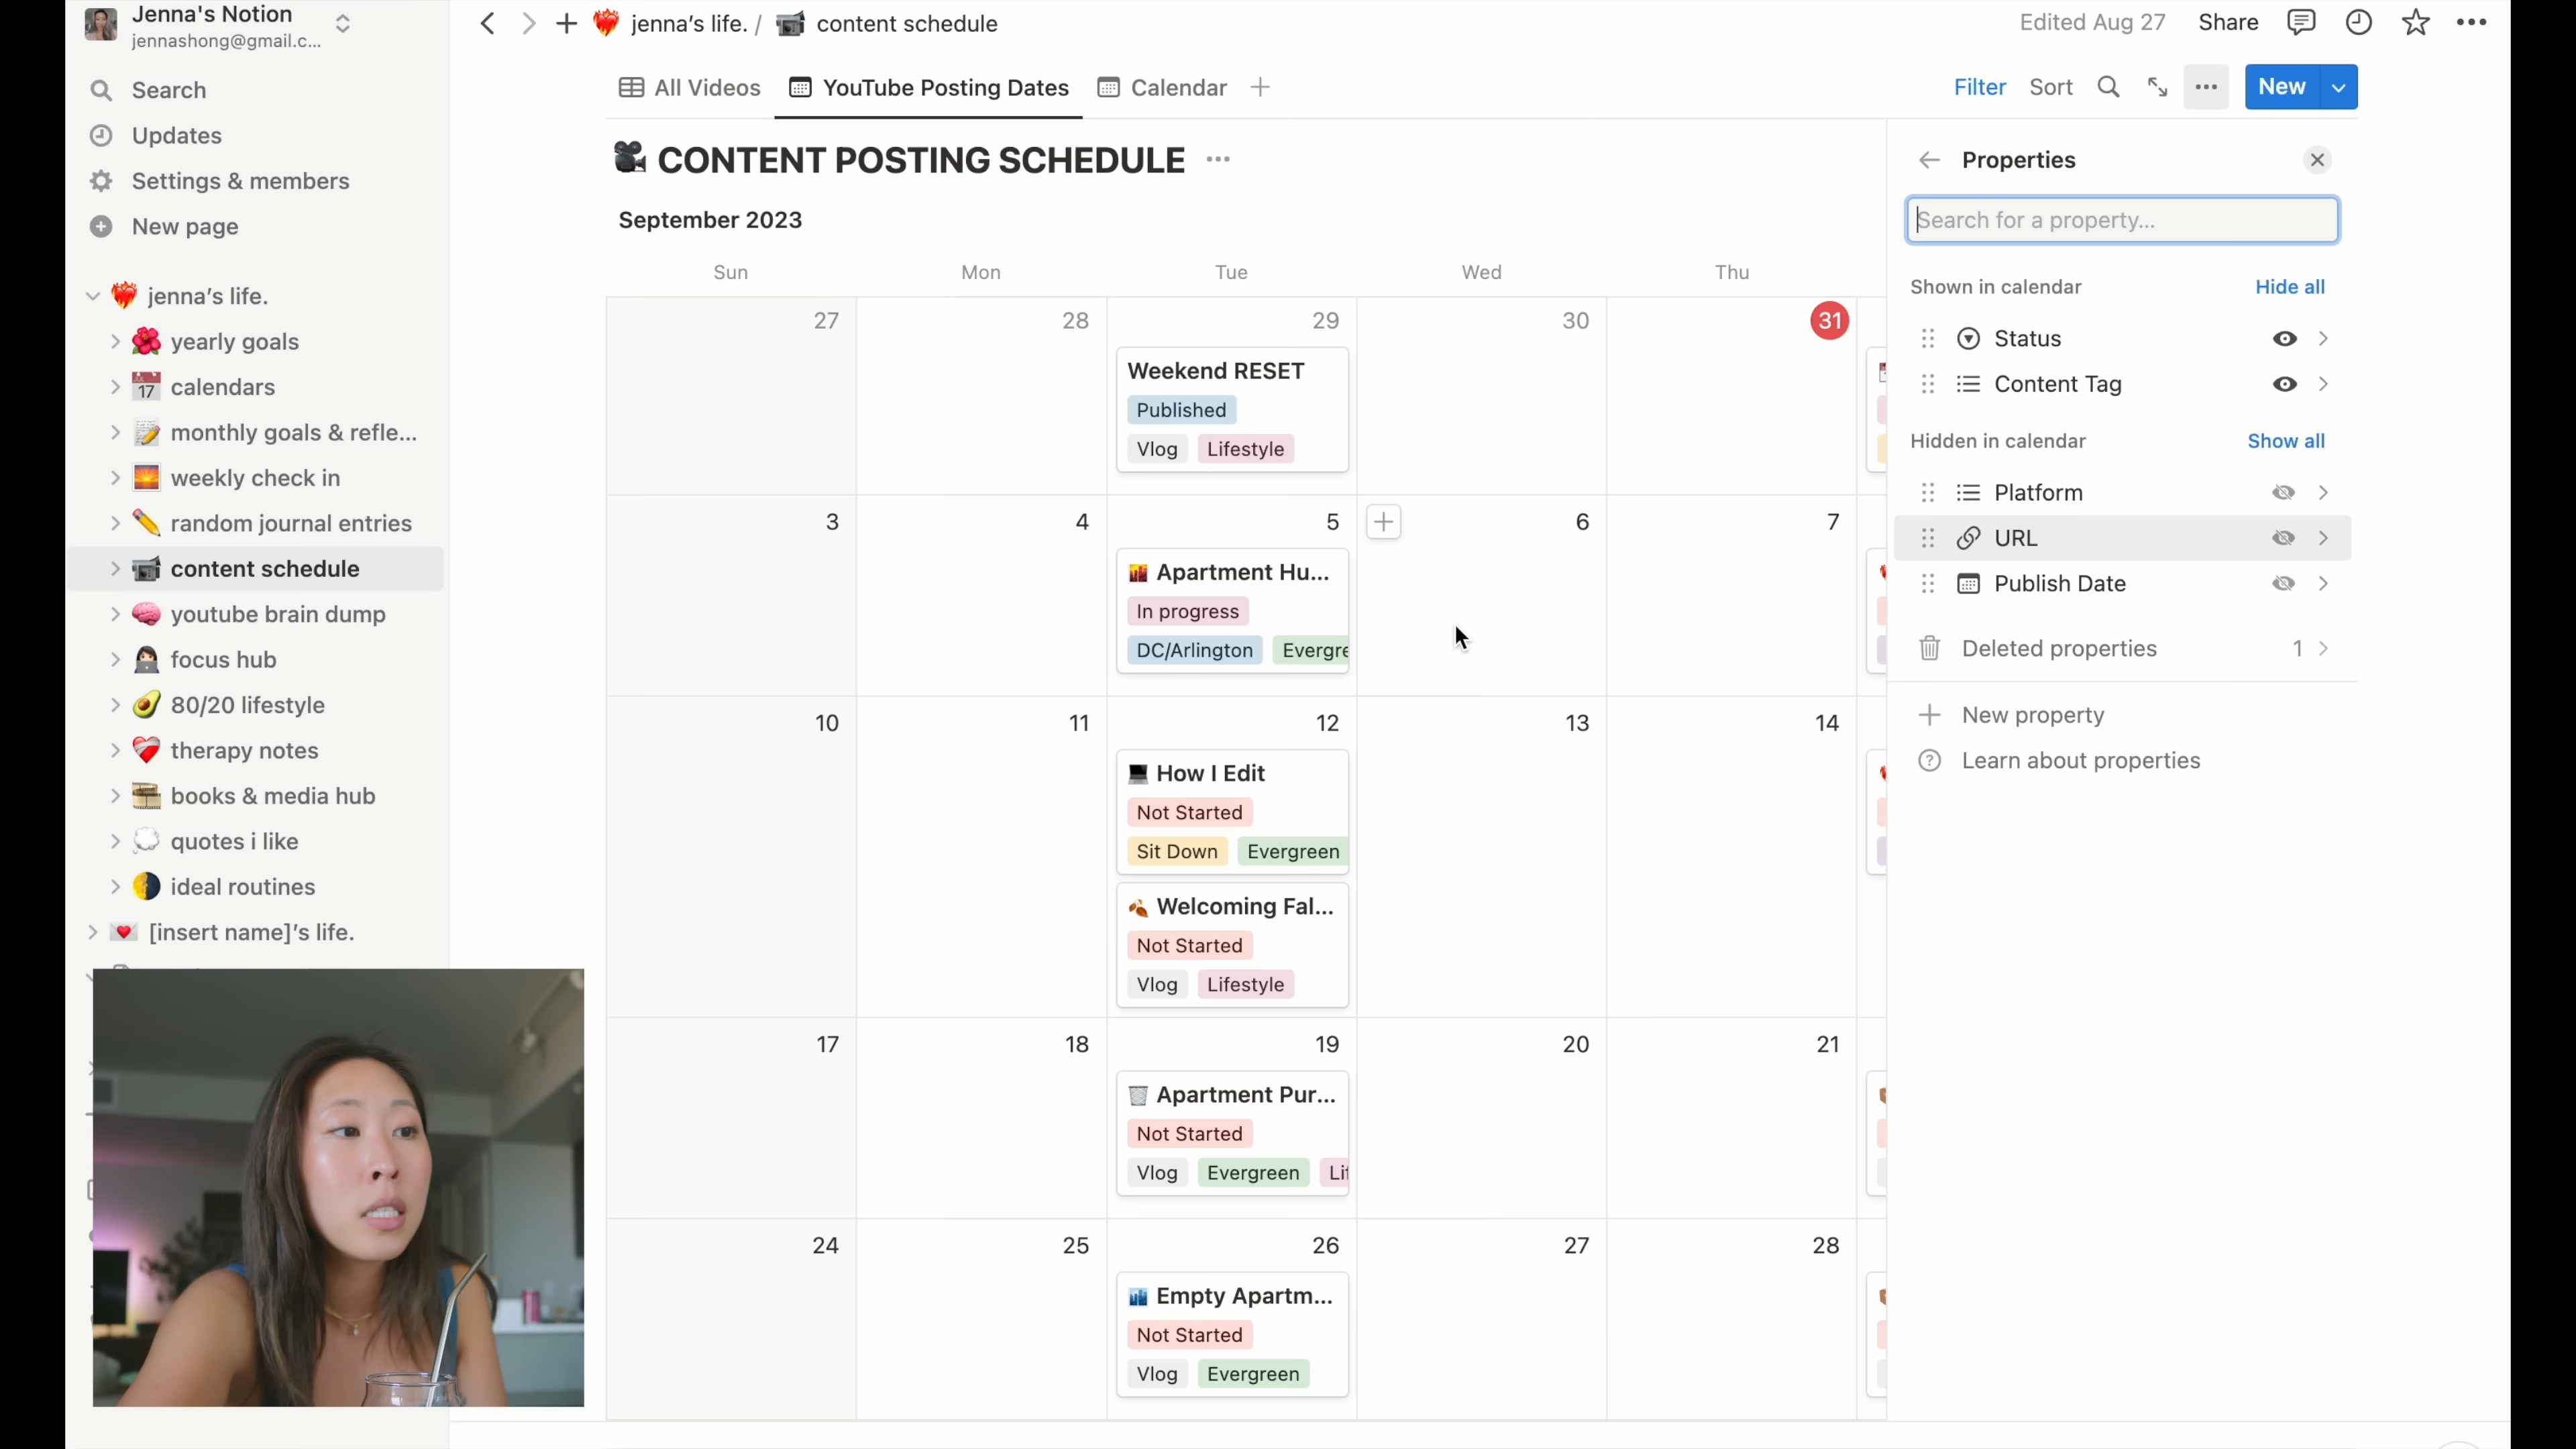 Jenna's Notion
jennashong@gmail.c...
Search
Updates
Settings & members
New page
jenna's life.
yearly goals
17 calendars
monthly goals & refle...
weekly check in
random journal entries
content schedule
youtube brain dump
focus hub
80/20 lifestyle
therapy notes
books & media hub
quotes i like
ideal routines
[insert name]'s life.
jenna's life. / content schedule
Edited Aug 27 Share
All Videos YouTube Posting Dates Calendar
Filter Sort New
CONTENT POSTING SCHEDULE
September 2023
Sun Mon Tue Wed Thu
27 28 29 30 31
Weekend RESET
Published
Vlog Lifestyle
3 4 5 6 7
Apartment Hu...
In progress
DC/Arlington Evergre
10 11 12 13 14
How I Edit
Not Started
Sit Down Evergreen
Welcoming Fal...
Not Started
Vlog Lifestyle
17 18 19 20 21
Apartment Pur...
Not Started
Vlog Evergreen Lif
24 25 26 27 28
Empty Apartm...
Not Started
Vlog Evergreen
Properties
Search for a property...
Shown in calendar Hide all
Status
Content Tag
Hidden in calendar Show all
Platform
URL
Publish Date
Deleted properties 1
New property
Learn about properties